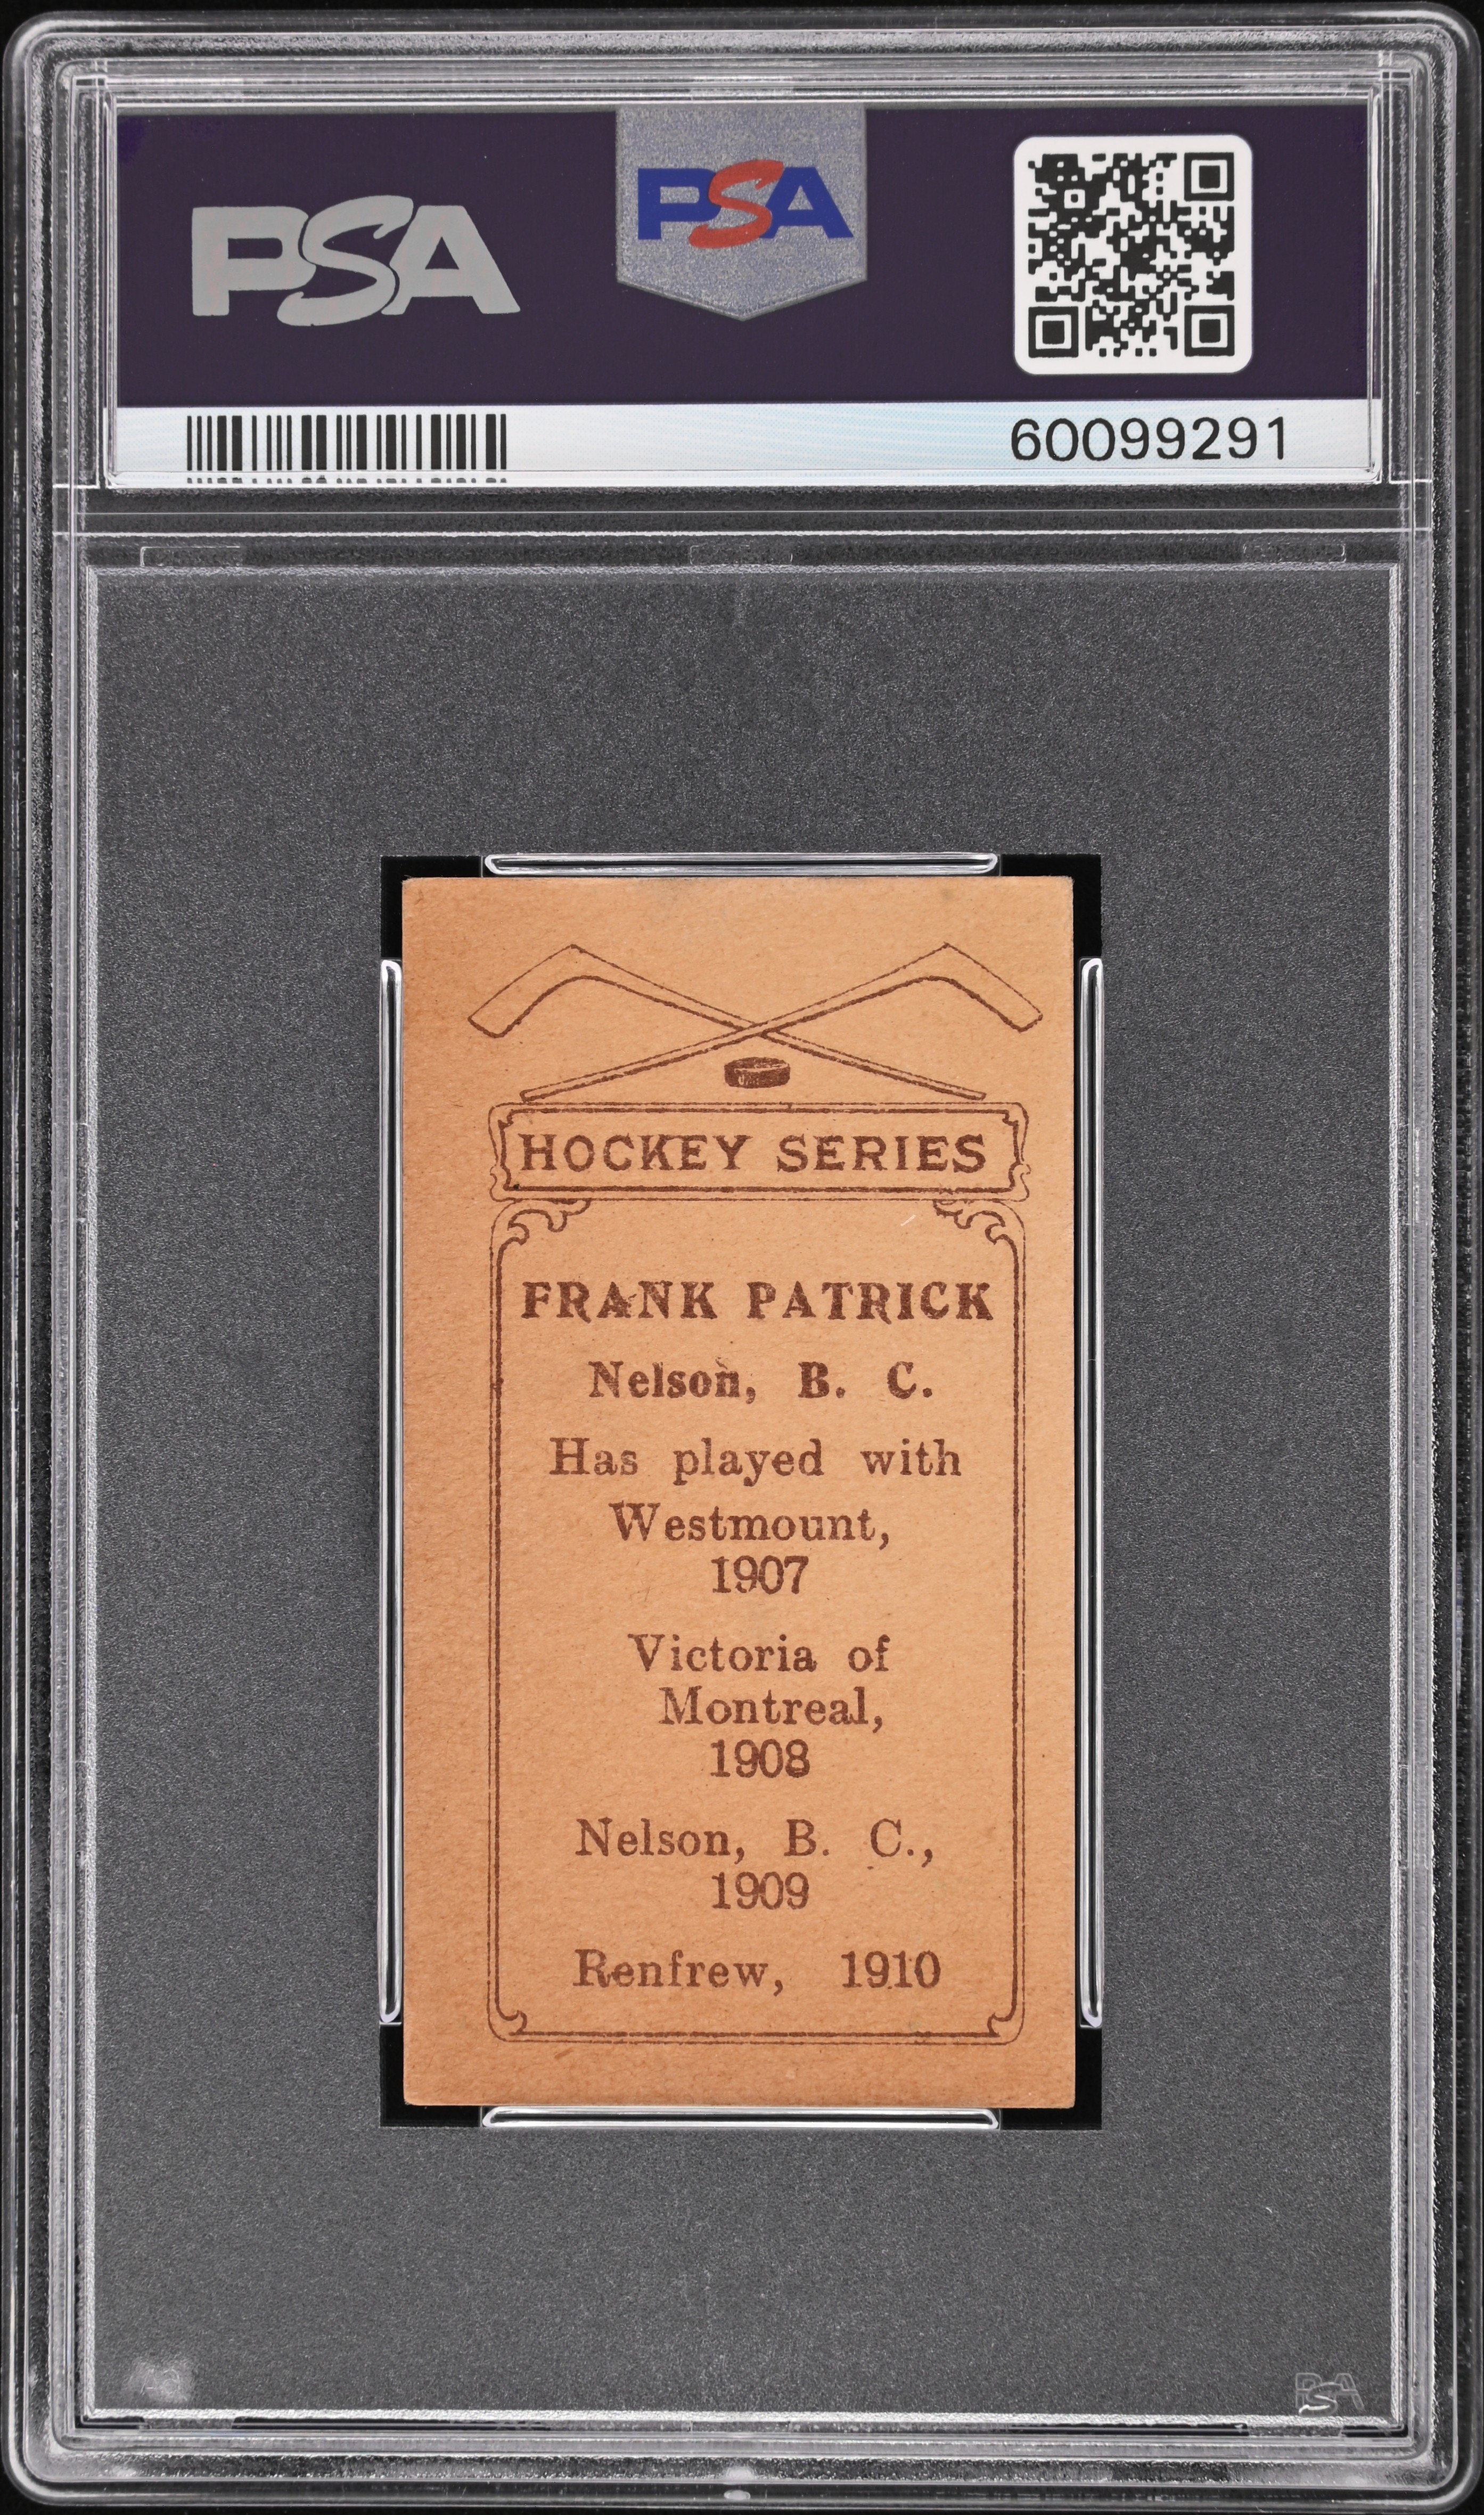 PSA
PSA
60099291
HOCKEY SERIES
FRANK PATRICK
Nelson, B. C.
Has played with
Westmount,
1907
Victoria of
Montreal,
1908
Nelson, B. C.,
1909
Renfrew, 1910
PSA